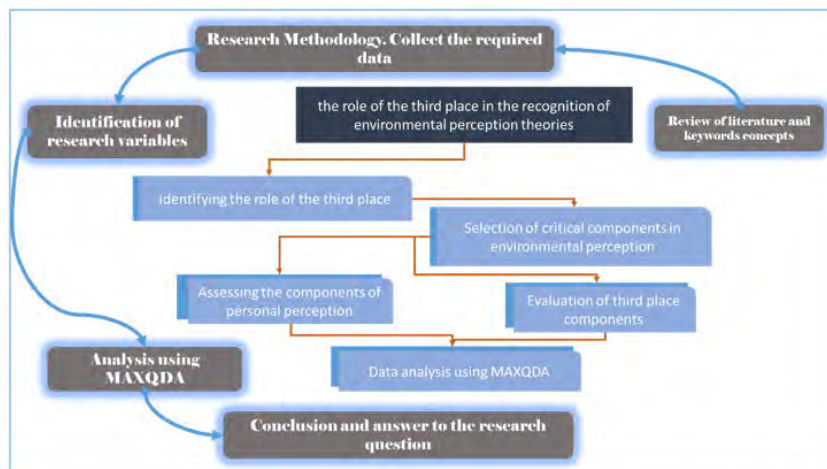 Research Methodology. Collect the required
data
the role of the third place in the recognition of
environmental perception theories
Identification of
research variables
Review of literature and
keywords concepts
Identifying the role of the third place
Selection of critical components in
environmental perception
Assessing the components of
personal perception
Evaluation of third place
components
Analysis using
MAXQDA
Data analysis using MAXQDA
Conclusion and answer to the research
question